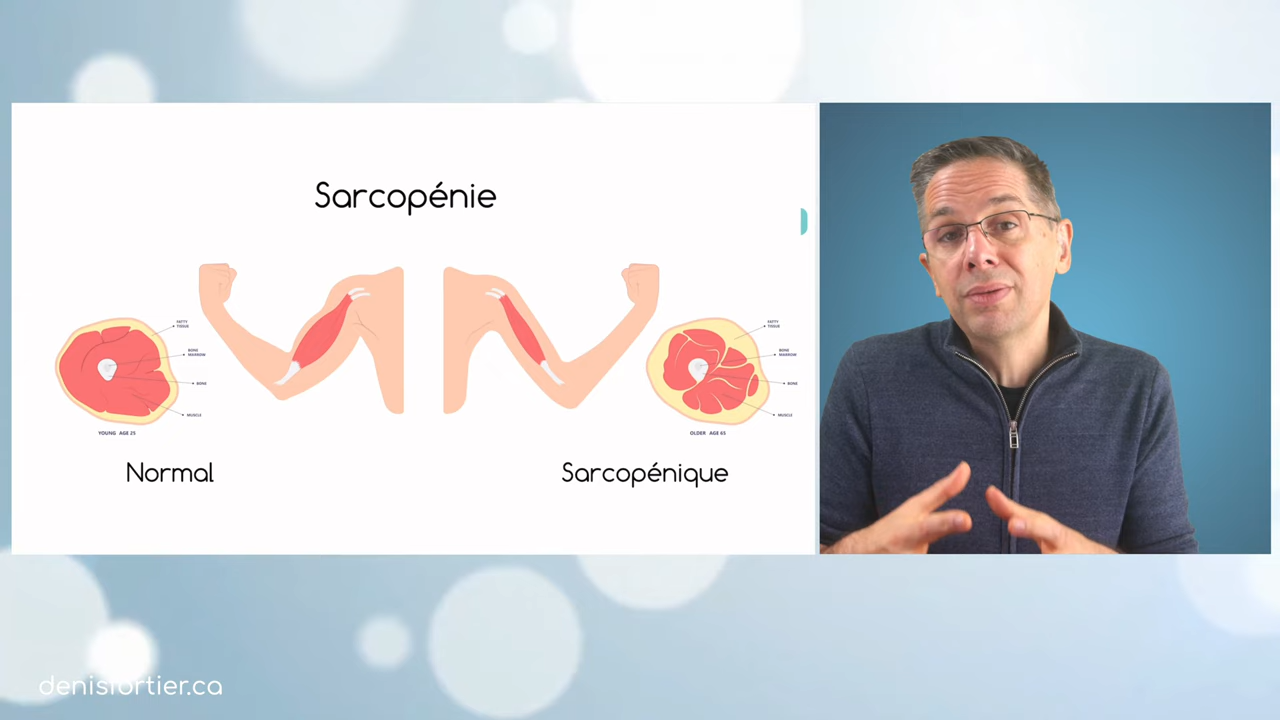 Sarcopénie
FATTY
TISSUE
BONE
MARROW
BONE
MUSCLE
YOUNG AGE 25
Normal
FATTY
TISSUE
BONE
MARROW
BONE
MUSCLE
OLDER AGE 65
Sarcopénique
denisfortier.ca